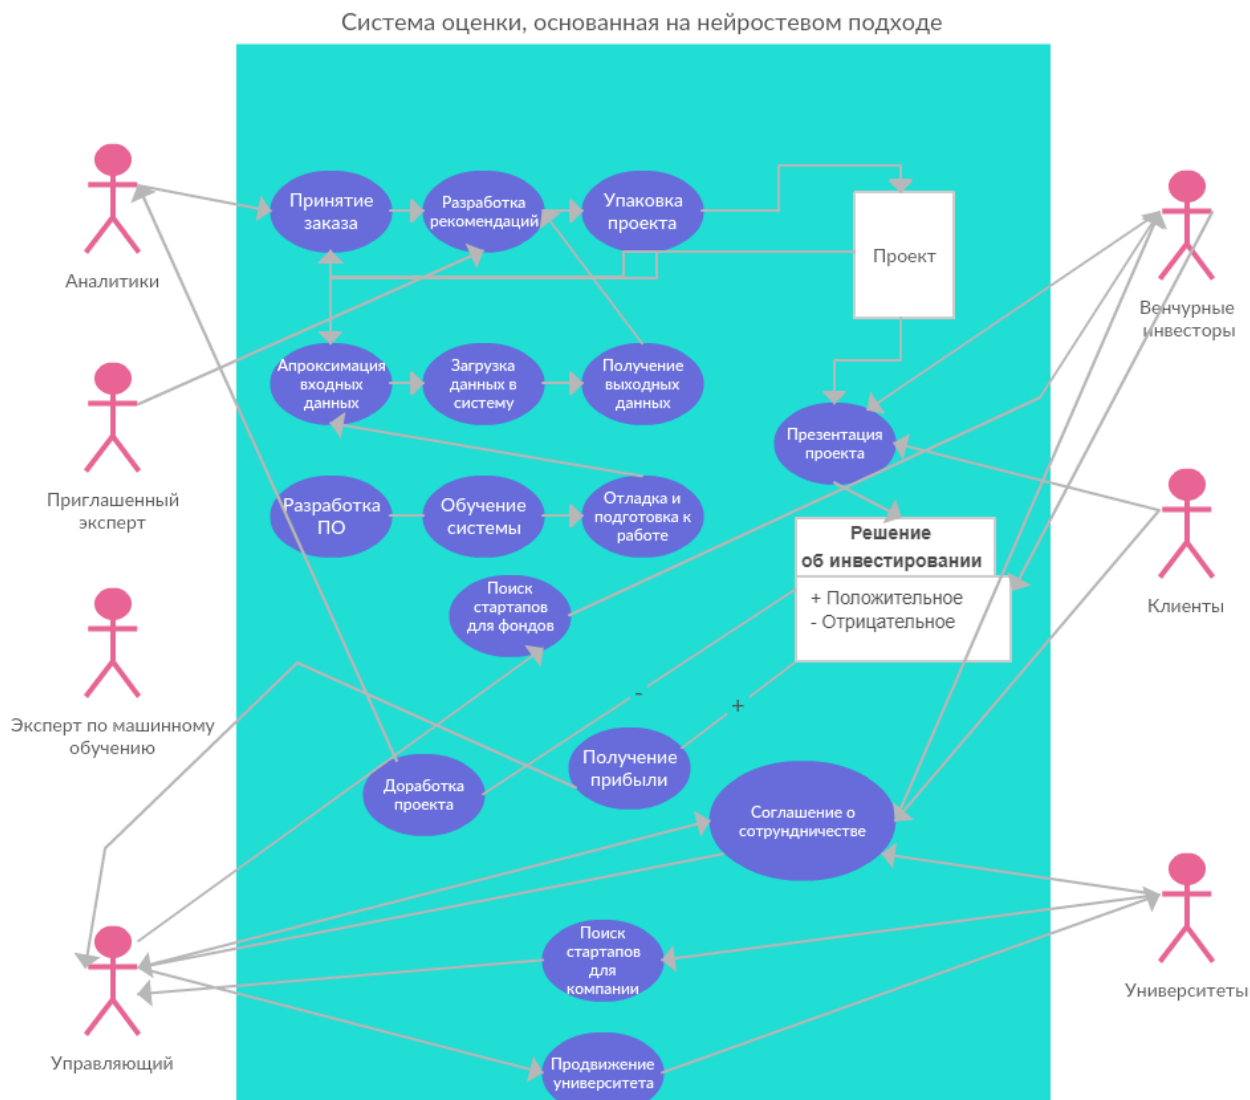 Система оценки, основанная на нейростевом подходе
Аналитики
Принятие
заказа
Разработка
рекомендаций
Упаковка
проекта
Проект
Венчурные
инвесторы
Апроксимация
входных
данных
Загрузка
данных в
систему
Получение
выходных
данных
Презентация
проекта
Приглашенный
эксперт
Разработка
ПО
Обучение
системы
Отладка и
подготовка к
работе
Решение
об инвестировании
+ Положительное
- Отрицательное
Клиенты
Поиск
стартапов
для фондов
Эксперт по машинному
обучению
-
+
Доработка
проекта
Получение
прибыли
Соглашение о
сотрундничестве
Управляющий
Поиск
стартапов
для
компании
Университеты
Продвижение
университета